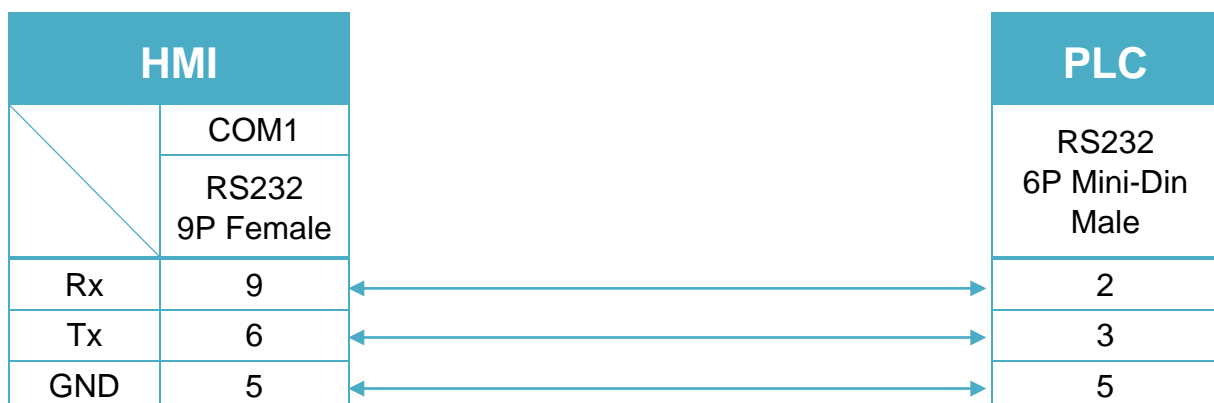 HMI PLC
COM1
RS232
9P Female
RS232
6P Mini-Din
Male
Rx 9 2
Tx 6 3
GND 5 5